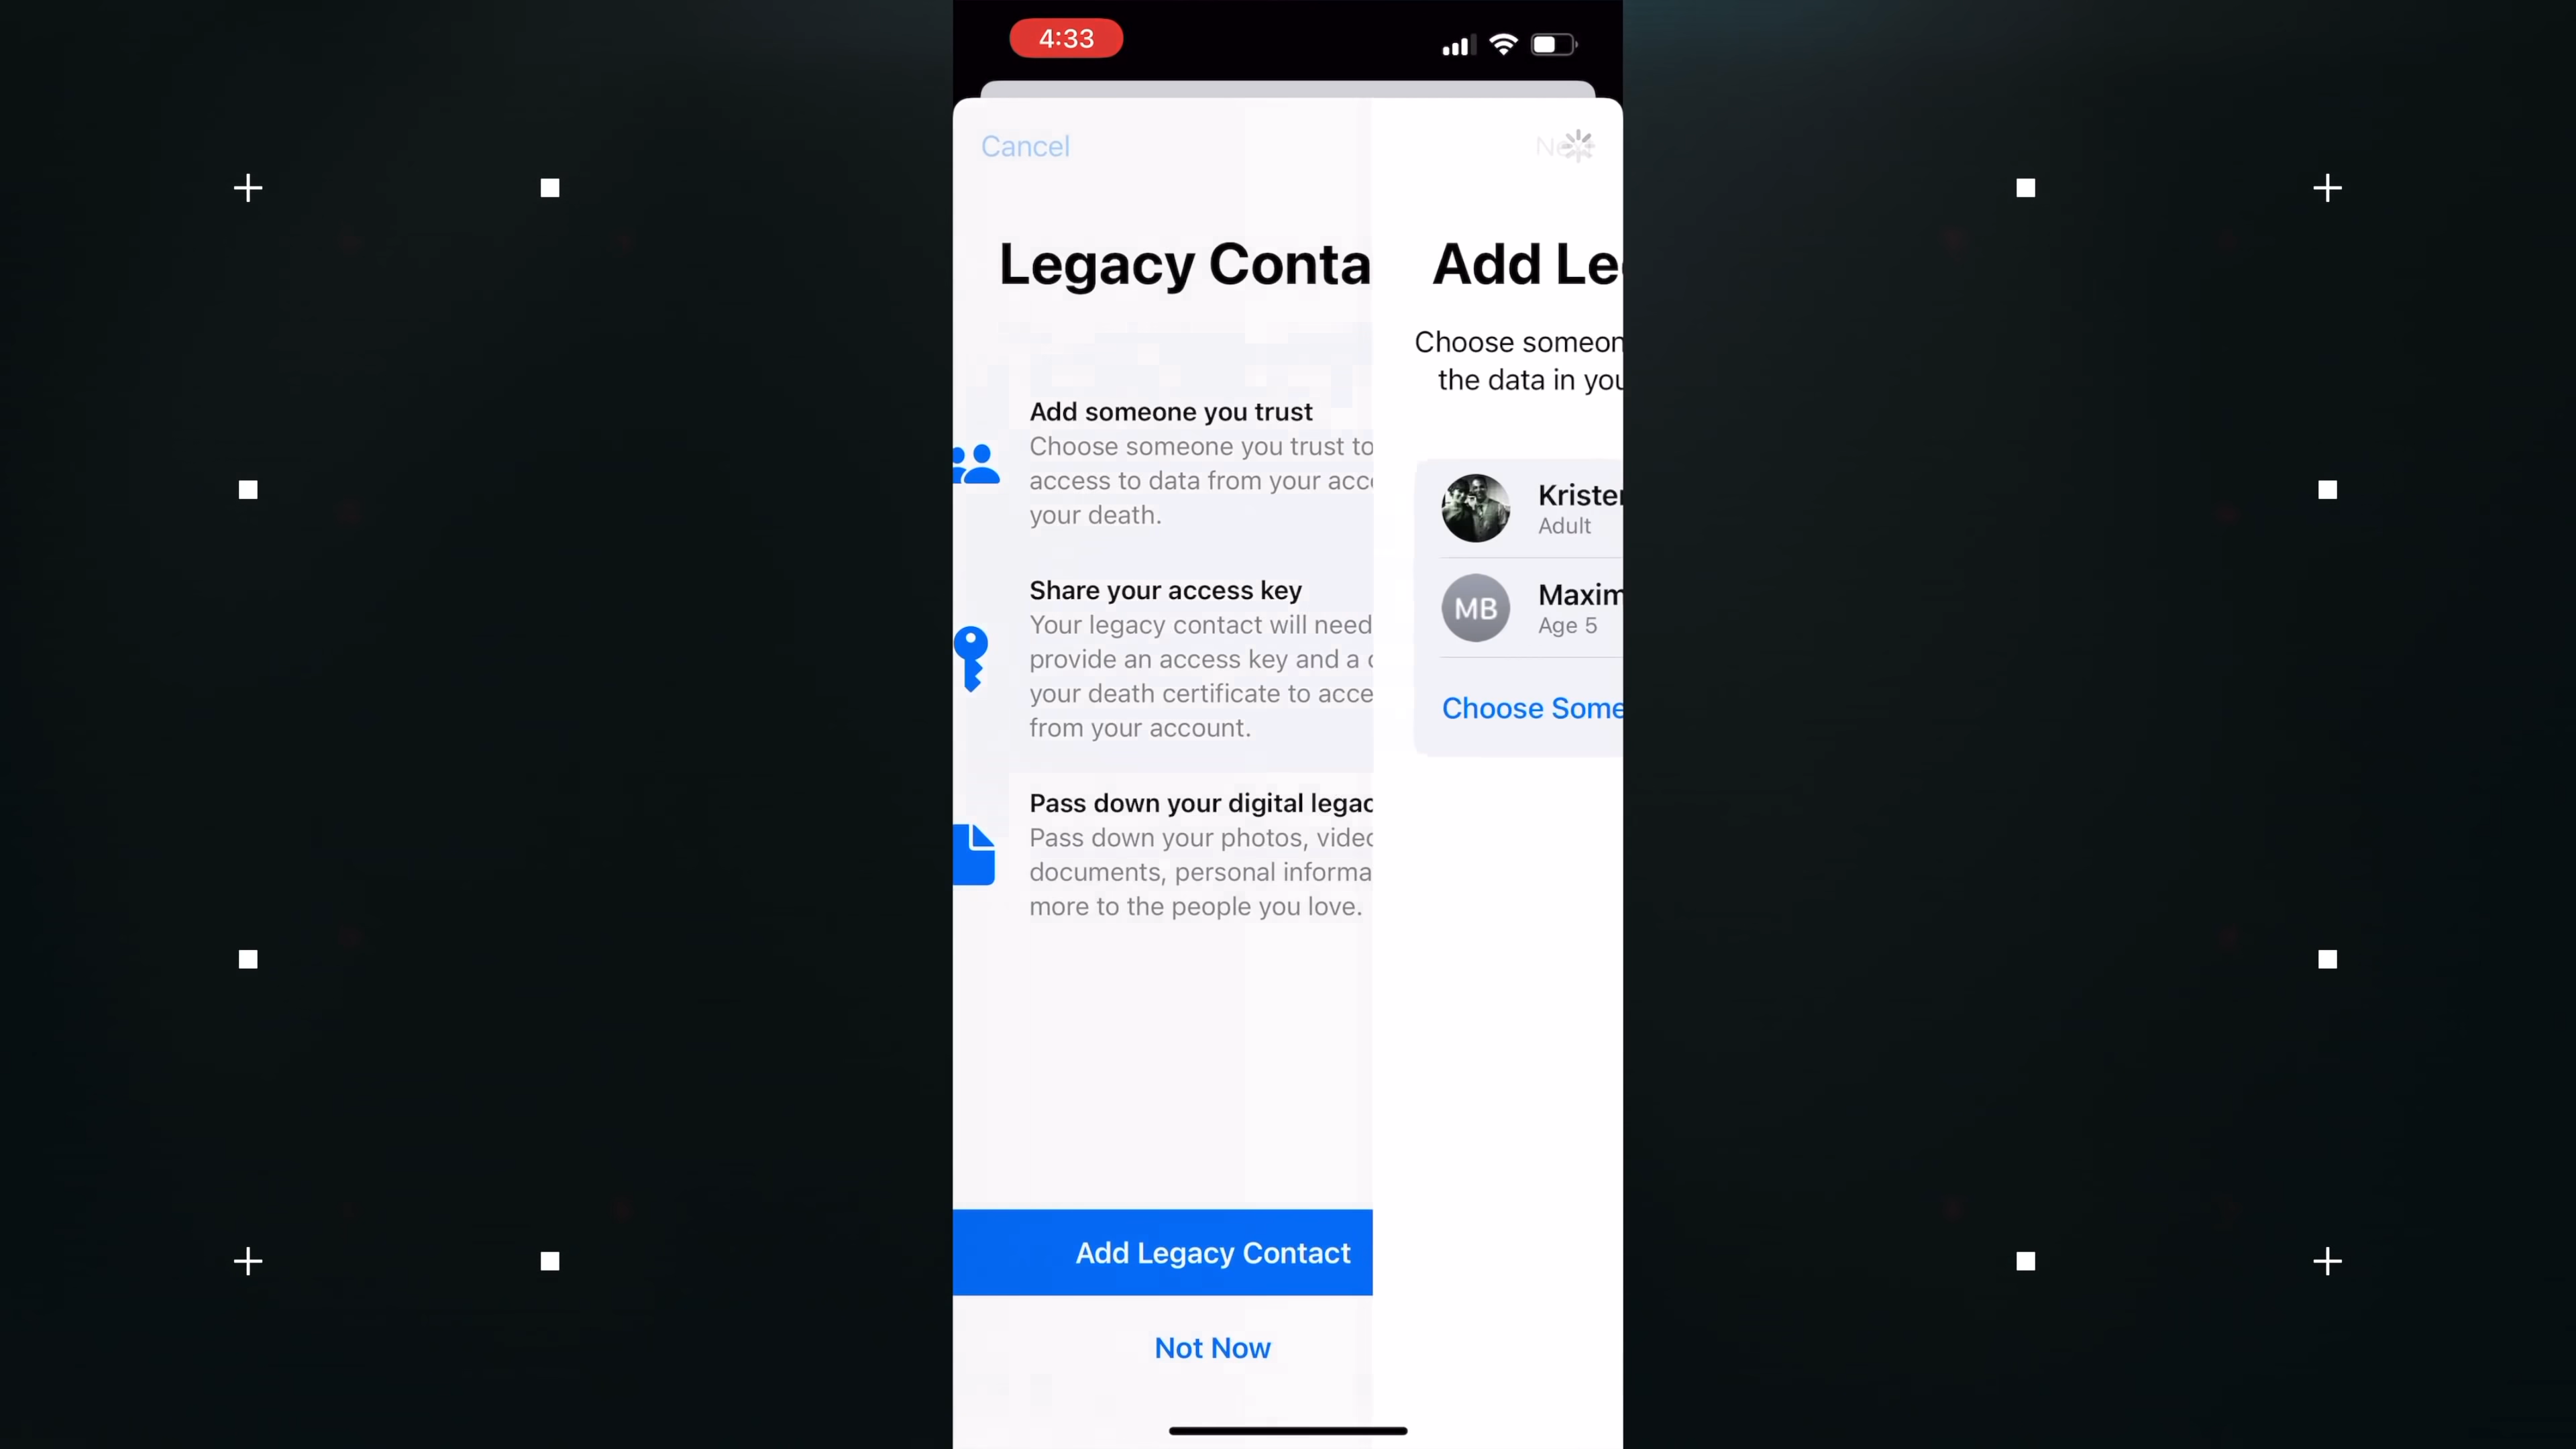 4:33
Cancel
Legacy Conta
Add someone you trust
Choose someone you trust to
access to data from your acc
your death.
Share your access key
Your legacy contact will need
provide an access key and a
your death certificate to acce
from your account.
Pass down your digital legac
Pass down your photos, videc
documents, personal informa
more to the people you love.
Add Legacy Contact
Not Now
Add Le
Choose someon
the data in you
Kriste
Adult
MB
Maxim
Age 5
Choose Some